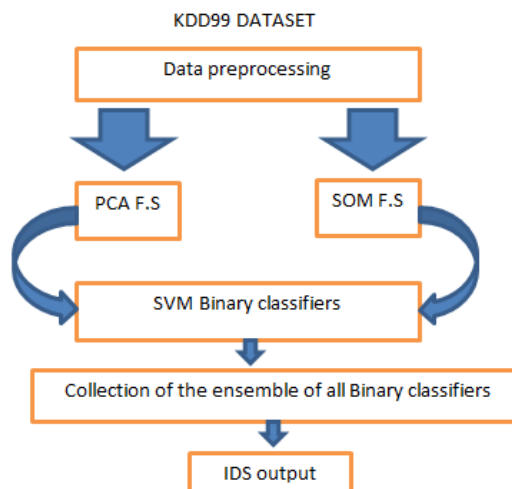 KDD99 DATASET
Data preprocessing
PCA F.S
SOM F.S
SVM Binary classifiers
Collection of the ensemble of all Binary classifiers
IDS output